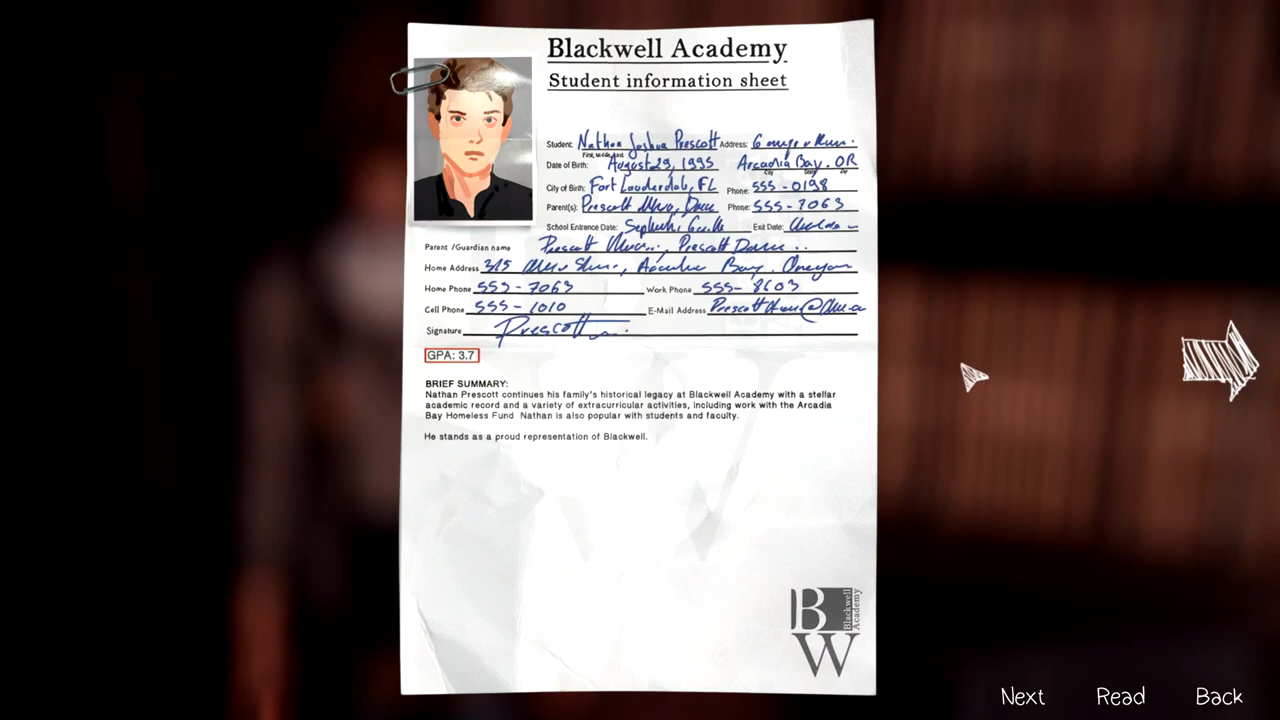 Blackwell Academy
Student information sheet
Student: Nathan Joshua Prescott Address:
First, Middle, Last
Date of Birth: August 29, 1995 Arcadia Bay. OR
City of Birth: Fort Lauderdale, FL Phone: 555-0198
Parent(s): Prescott Phone: 555-7063
School Entrance Date: Exit Date:
Parent /Guardian name Prescott Prescott
Home Address 315 Bay
Home Phone 555-7063 Work Phone 555-8603
Cell Phone 555-1010 E-Mail Address
Signature Prescott
GPA: 3.7
BRIEF SUMMARY:
Nathan Prescott continues his family's historical legacy at Blackwell Academy with a stellar
academic record and a variety of extracurricular activities, including work with the Arcadia
Bay Homeless Fund Nathan is also popular with students and faculty.
He stands as a proud representation of Blackwell.
B Blackwell Academy
W
Next Read Back